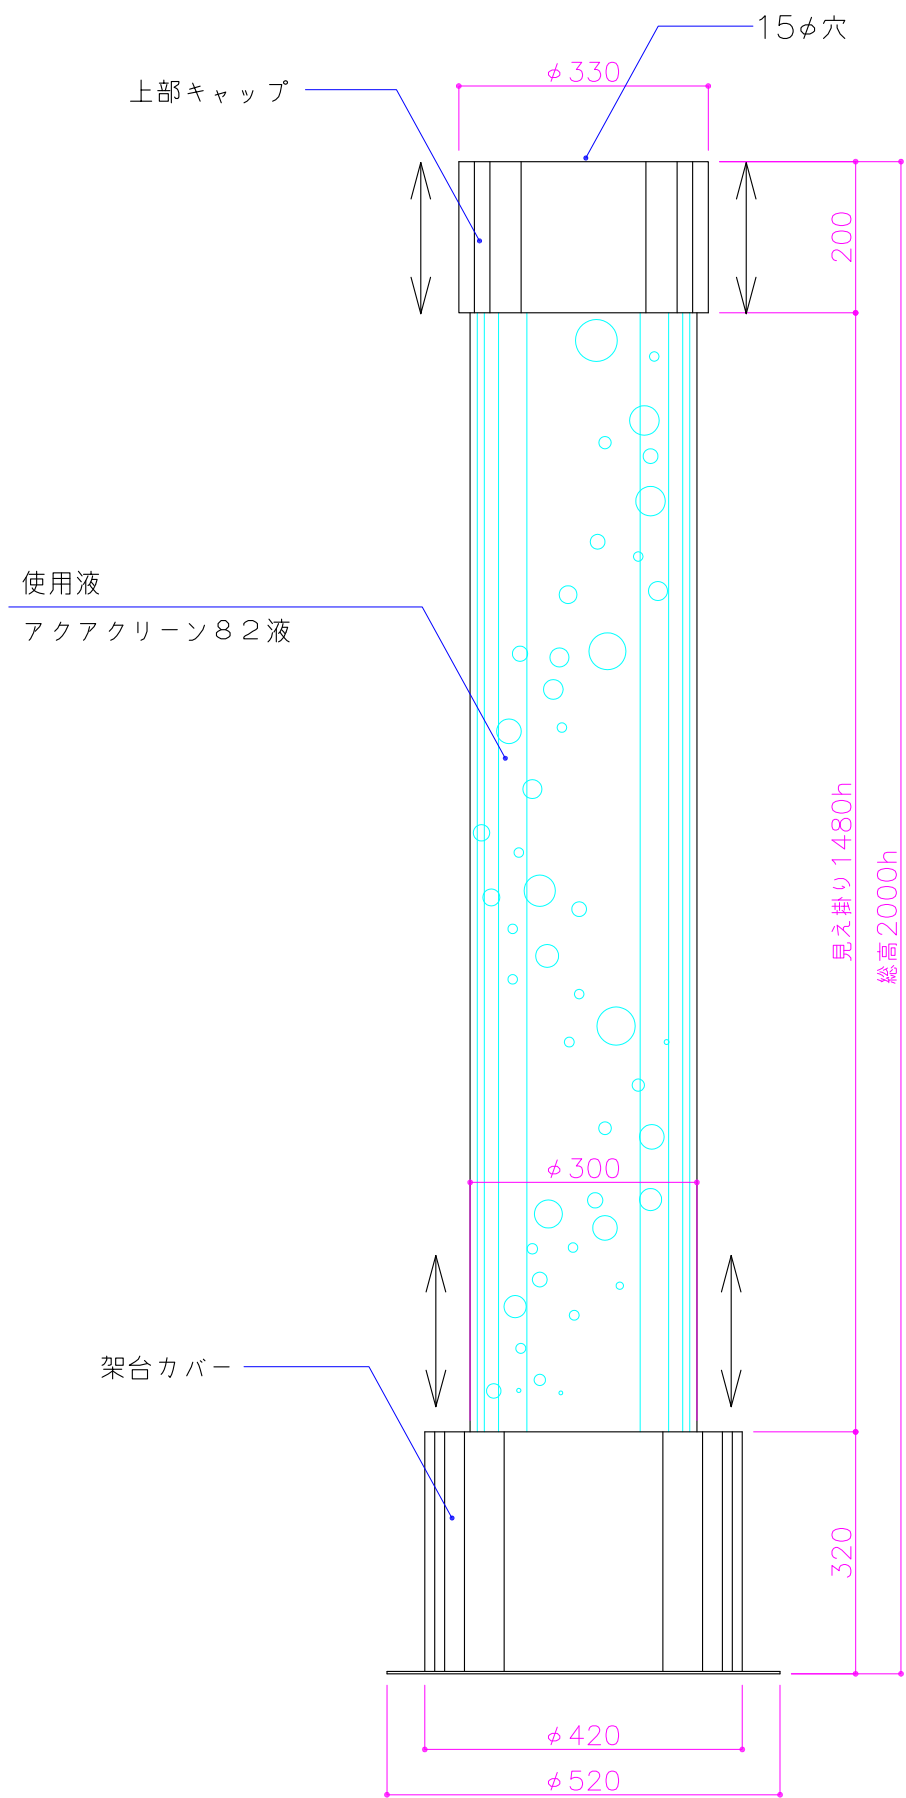 15φ穴
φ330
上部キャップ
200
使用液
アクアクリーン８２液
見え掛り1480h
総高2000h
φ300
架台カバー
320
φ420
φ520